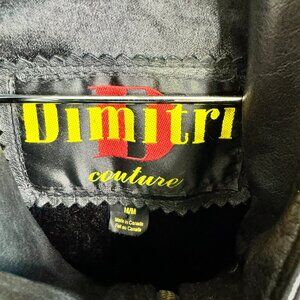 D
Dimitri
couture
M/M
Made in Canada
Fait au Canada